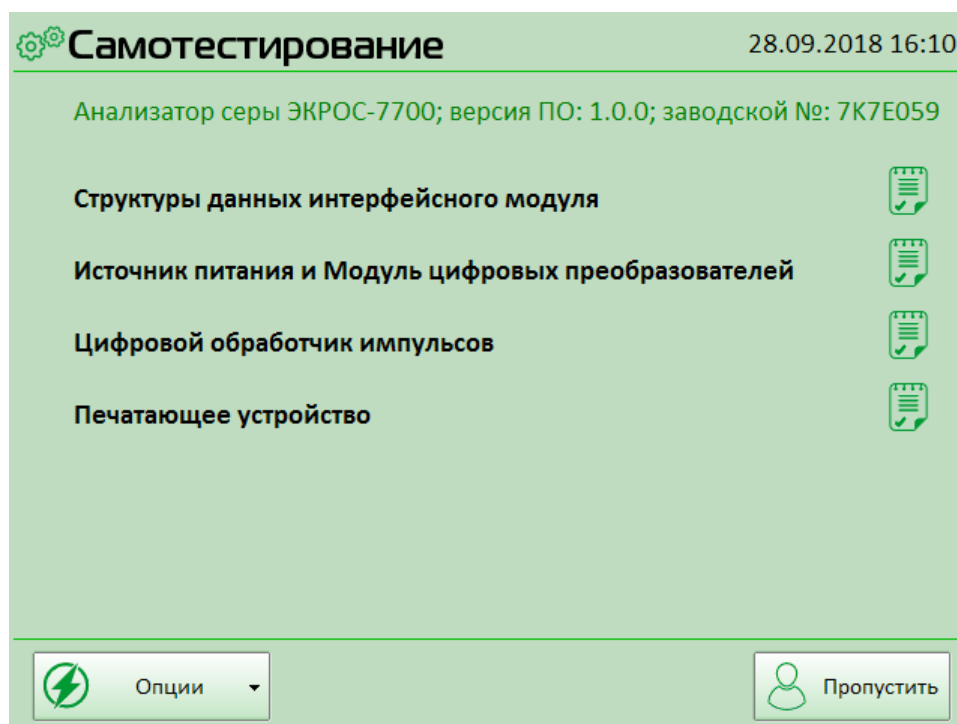 Самотестирование 28.09.2018 16:10
Анализатор серы ЭКРОС-7700; версия ПО: 1.0.0; заводской №: 7K7E059
Структуры данных интерфейсного модуля
Источник питания и Модуль цифровых преобразователей
Цифровой обработчик импульсов
Печатающее устройство
Опции Пропустить